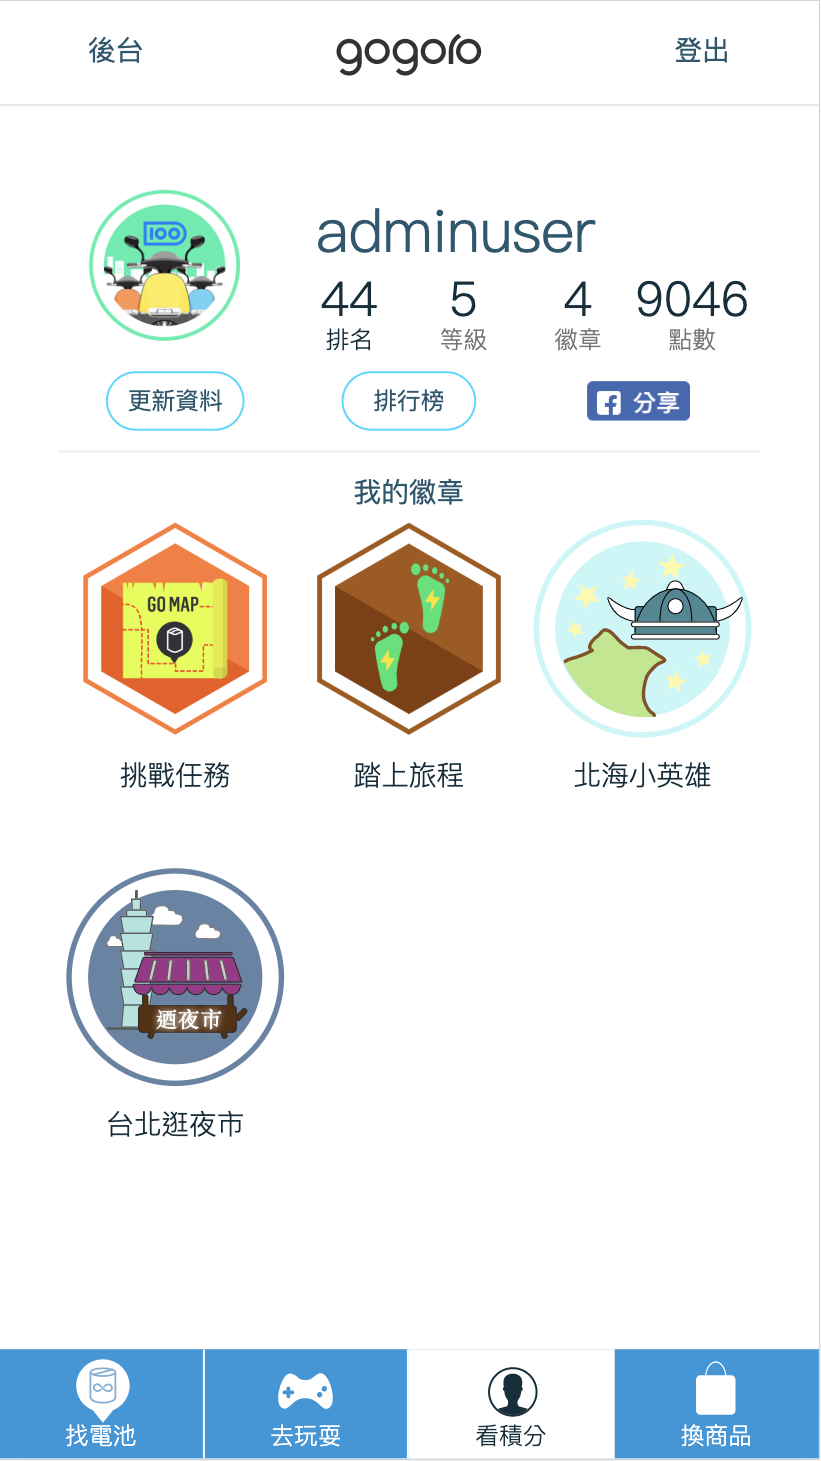 後台 gogoro 登出
100
adminuser
44 5 4 9046
排名 等級 徽章 點數
更新資料 排行榜 分享
我的徽章
GO MAP
挑戰任務 踏上旅程 北海小英雄
迺夜市
台北逛夜市
找電池 去玩耍 看積分 換商品